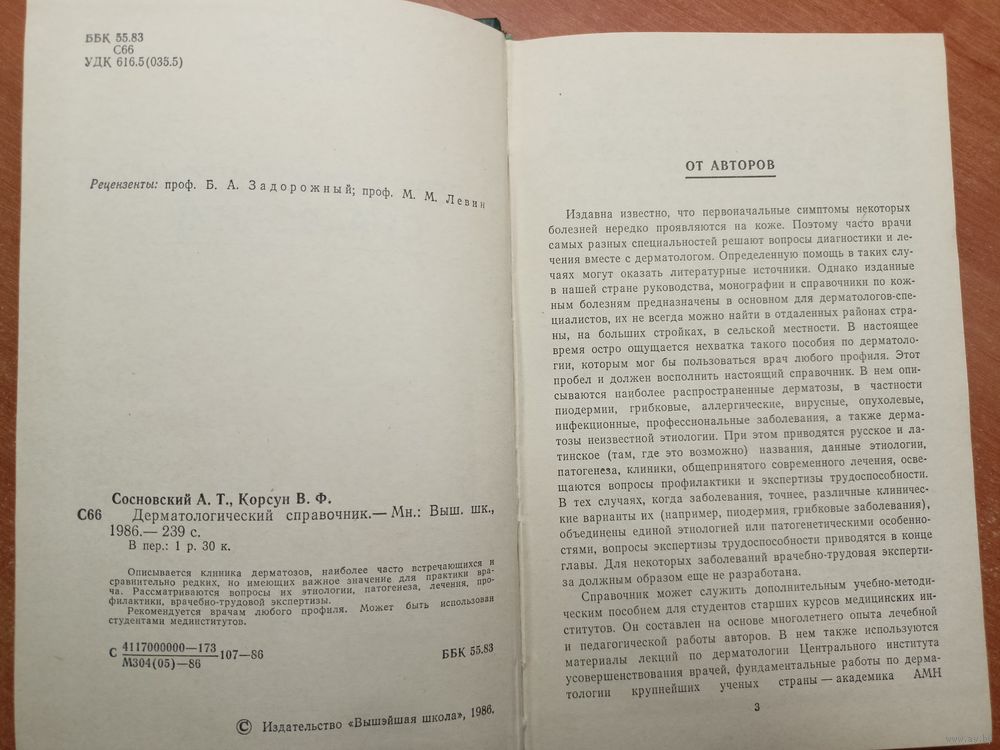 ББК 55.83
С66
УДК 616.5(035.5)
Рецензенты: проф. Б. А. Задорожный; проф. М. М. Левин
Сосновский А. Т., Корсун В. Ф.
С66 Дерматологический справочник.— Мн.: Выш. шк.,
1986.— 239 с.
В пер.: 1 р. 30 к.
Описывается клиника дерматозов, наиболее часто встречающихся и
сравнительно редких, но имеющих важное значение для практики вра-
ча. Рассматриваются вопросы их этиологии, патогенеза, лечения, про-
филактики, врачебно-трудовой экспертизы.
Рекомендуется врачам любого профиля. Может быть использован
студентами мединститутов.
С 4117000000—173
М304(05)—86 107—86
ББК 55.83
© Издательство «Вышэйшая школа», 1986.
ОТ АВТОРОВ
Издавна известно, что первоначальные симптомы некоторых
болезней нередко проявляются на коже. Поэтому часто врачи
самых разных специальностей решают вопросы диагностики и ле-
чения вместе с дерматологом. Определенную помощь в таких слу-
чаях могут оказать литературные источники. Однако изданные
в нашей стране руководства, монографии и справочники по кож-
ным болезням предназначены в основном для дерматологов-спе-
циалистов, их не всегда можно найти в отдаленных районах стра-
ны, на больших стройках, в сельской местности. В настоящее
время остро ощущается нехватка такого пособия по дерматоло-
гии, которым мог бы пользоваться врач любого профиля. Этот
пробел и должен восполнить настоящий справочник. В нем опи-
сываются наиболее распространенные дерматозы, в частности
пиодермии, грибковые, аллергические, вирусные, опухолевые,
инфекционные, профессиональные заболевания, а также дерма-
тозы неизвестной этиологии. При этом приводятся русское и ла-
тинское (там, где это возможно) названия, данные этиологии,
патогенеза, клиники, общепринятого современного лечения, осве-
щаются вопросы профилактики и экспертизы трудоспособности.
В тех случаях, когда заболевания, точнее, различные клиничес-
кие варианты их (например, пиодермия, грибковые заболевания),
объединены единой этиологией или патогенетическими особенно-
стями, вопросы экспертизы трудоспособности приводятся в конце
главы. Для некоторых заболеваний врачебно-трудовая эксперти-
за должным образом еще не разработана.
Справочник может служить дополнительным учебно-методи-
ческим пособием для студентов старших курсов медицинских ин-
ститутов. Он составлен на основе многолетнего опыта лечебной
и педагогической работы авторов. В нем также используются
материалы лекций по дерматологии Центрального института
усовершенствования врачей, фундаментальные работы по дерма-
тологии крупнейших ученых страны — академика АМН
3